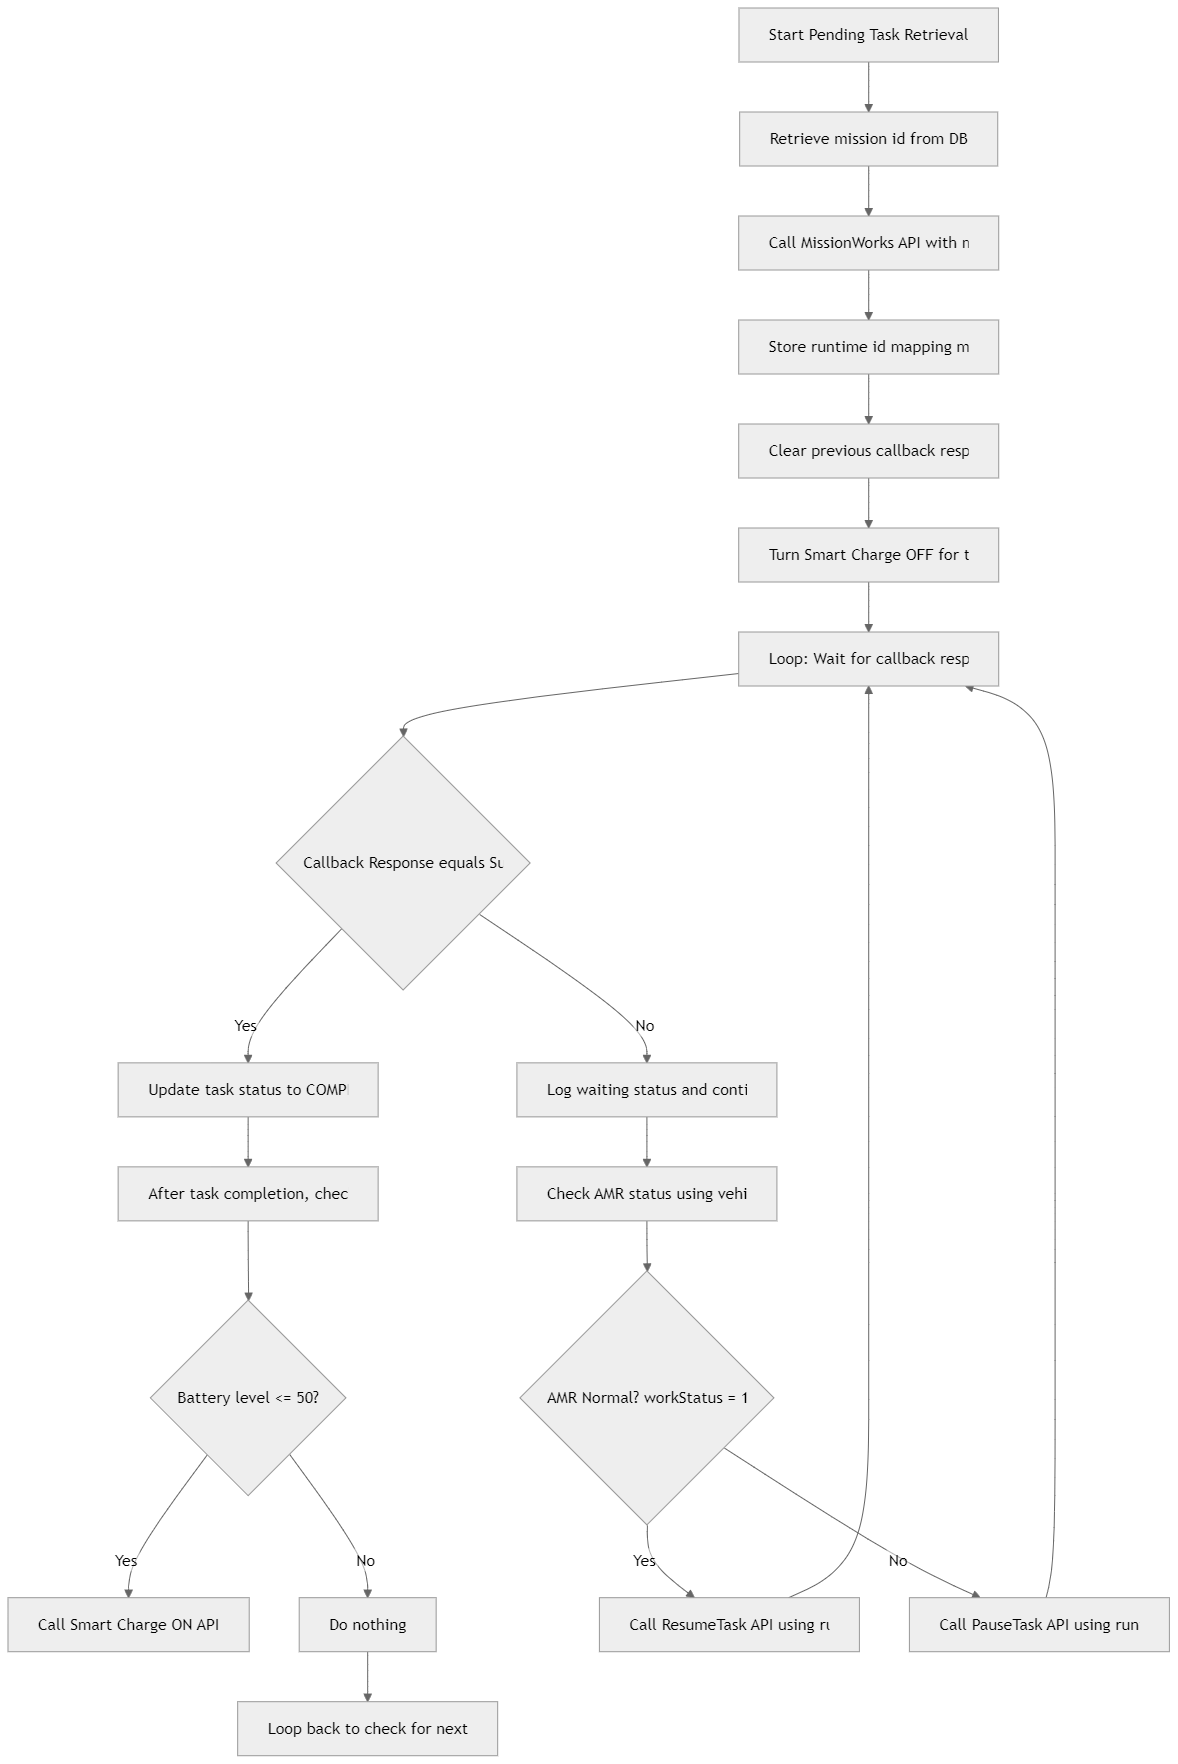 Start Pending Task Retrieval
Retrieve mission id from DB
Call MissionWorks API with
Store runtime id mapping
Clear previous callback resp
Turn Smart Charge OFF for
Loop: Wait for callback resp
Callback Response equals
Yes
No
Update task status to COMP
Log waiting status and conti
After task completion, chec
Check AMR status using vehi
Battery level <= 50?
AMR Normal? workStatus = 1
Yes
No
Yes
No
Call Smart Charge ON API
Do nothing
Call ResumeTask API using
Call PauseTask API using run
Loop back to check for next